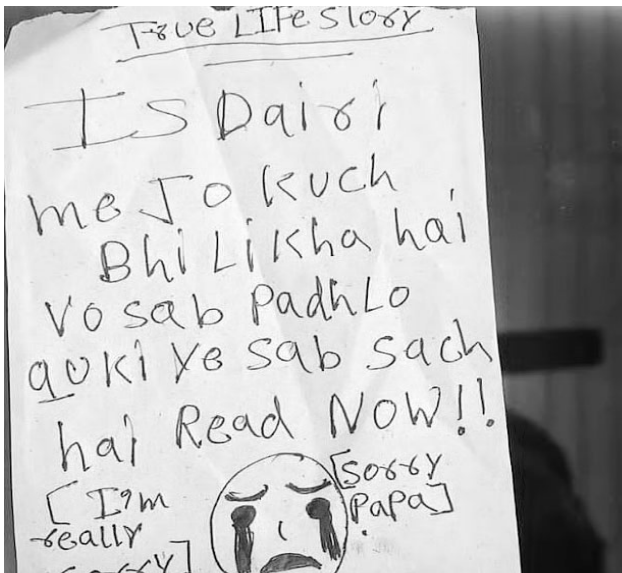 True LIFe Story
Is Dairi
me Jo kuch
Bhi Likha hai
Vo sab Padhlo
quki ye sab sach
hai Read NOW!!
[Sorry
Papa]
[I'm
really
sorry]